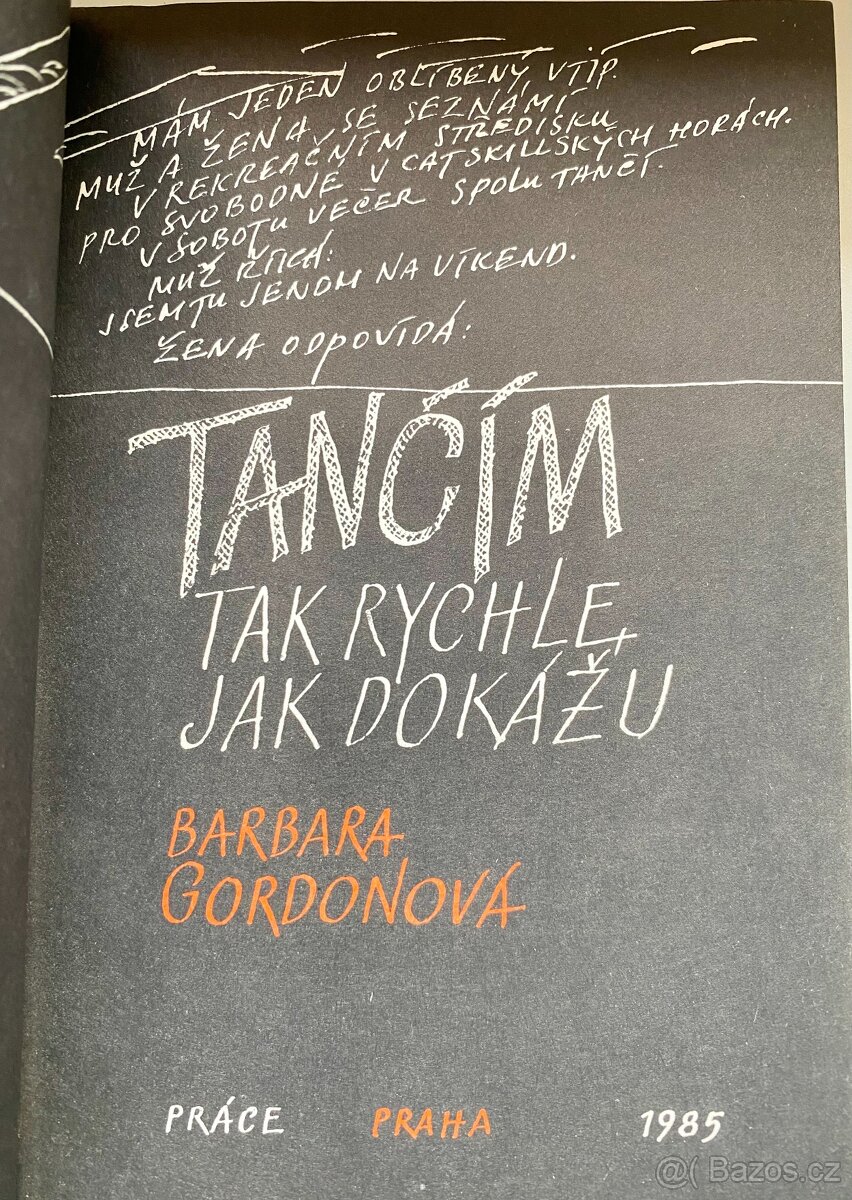 MÁM JEDEN OBLÍBENÝ VTIP.
MUŽ A ŽENA SE SEZNÁMÍ
V REKREAČNÍM STŘEDISKU
PRO SVOBODNÉ V CATSKILLSKÝCH HORÁCH.
V SOBOTU VEČER SPOLU TANČÍ.
MUŽ ŘÍKÁ:
JSEM TU JENOM NA VÍKEND.
ŽENA ODPOVÍDÁ:
TANČÍM
TAK RYCHLE,
JAK DOKÁŽU
BARBARA
GORDONOVÁ
PRÁCE PRAHA 1985
@( Bazos.cz